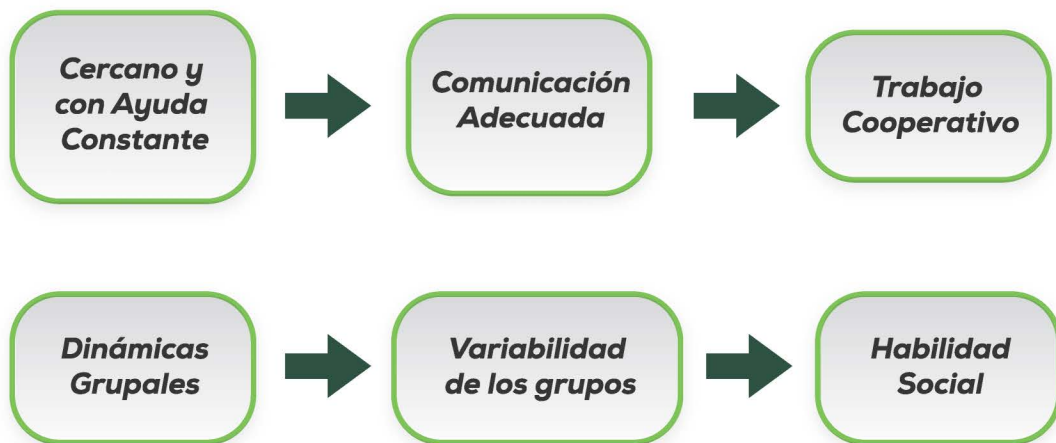 Cercano y
con Ayuda
Constante
Comunicación
Adecuada
Trabajo
Cooperativo
Dinámicas
Grupales
Variabilidad
de los grupos
Habilidad
Social